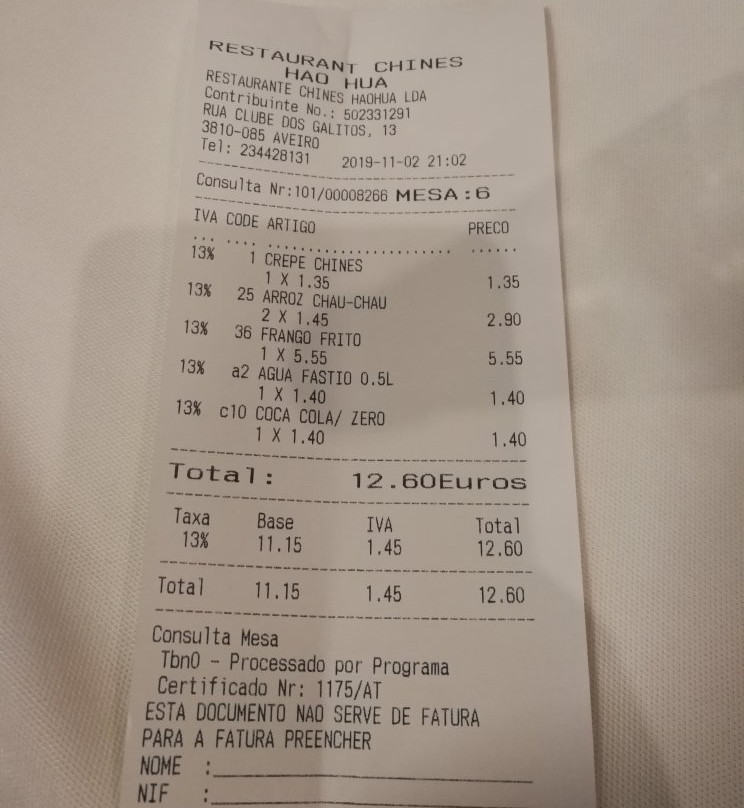 RESTAURANT CHINES
HAO HUA
RESTAURANTE CHINES HAOHUA LDA
Contribuinte No.: 502331291
RUA CLUBE DOS GALITOS, 13
3810-085 AVEIRO
Tel: 234428131 2019-11-02 21:02
Consulta Nr:101/00008266 MESA:6
IVA CODE ARTIGO PRECO
13% 1 CREPE CHINES
1 X 1.35 1.35
13% 25 ARROZ CHAU-CHAU
2 X 1.45 2.90
13% 36 FRANGO FRITO
1 X 5.55 5.55
13% a2 AGUA FASTIO 0.5L
1 X 1.40 1.40
13% c10 COCA COLA/ ZERO
1 X 1.40 1.40
Total: 12.60Euros
Taxa Base IVA Total
13% 11.15 1.45 12.60
Total 11.15 1.45 12.60
Consulta Mesa
Tbn0 - Processado por Programa
Certificado Nr: 1175/AT
ESTA DOCUMENTO NAO SERVE DE FATURA
PARA A FATURA PREENCHER
NOME :
NIF :